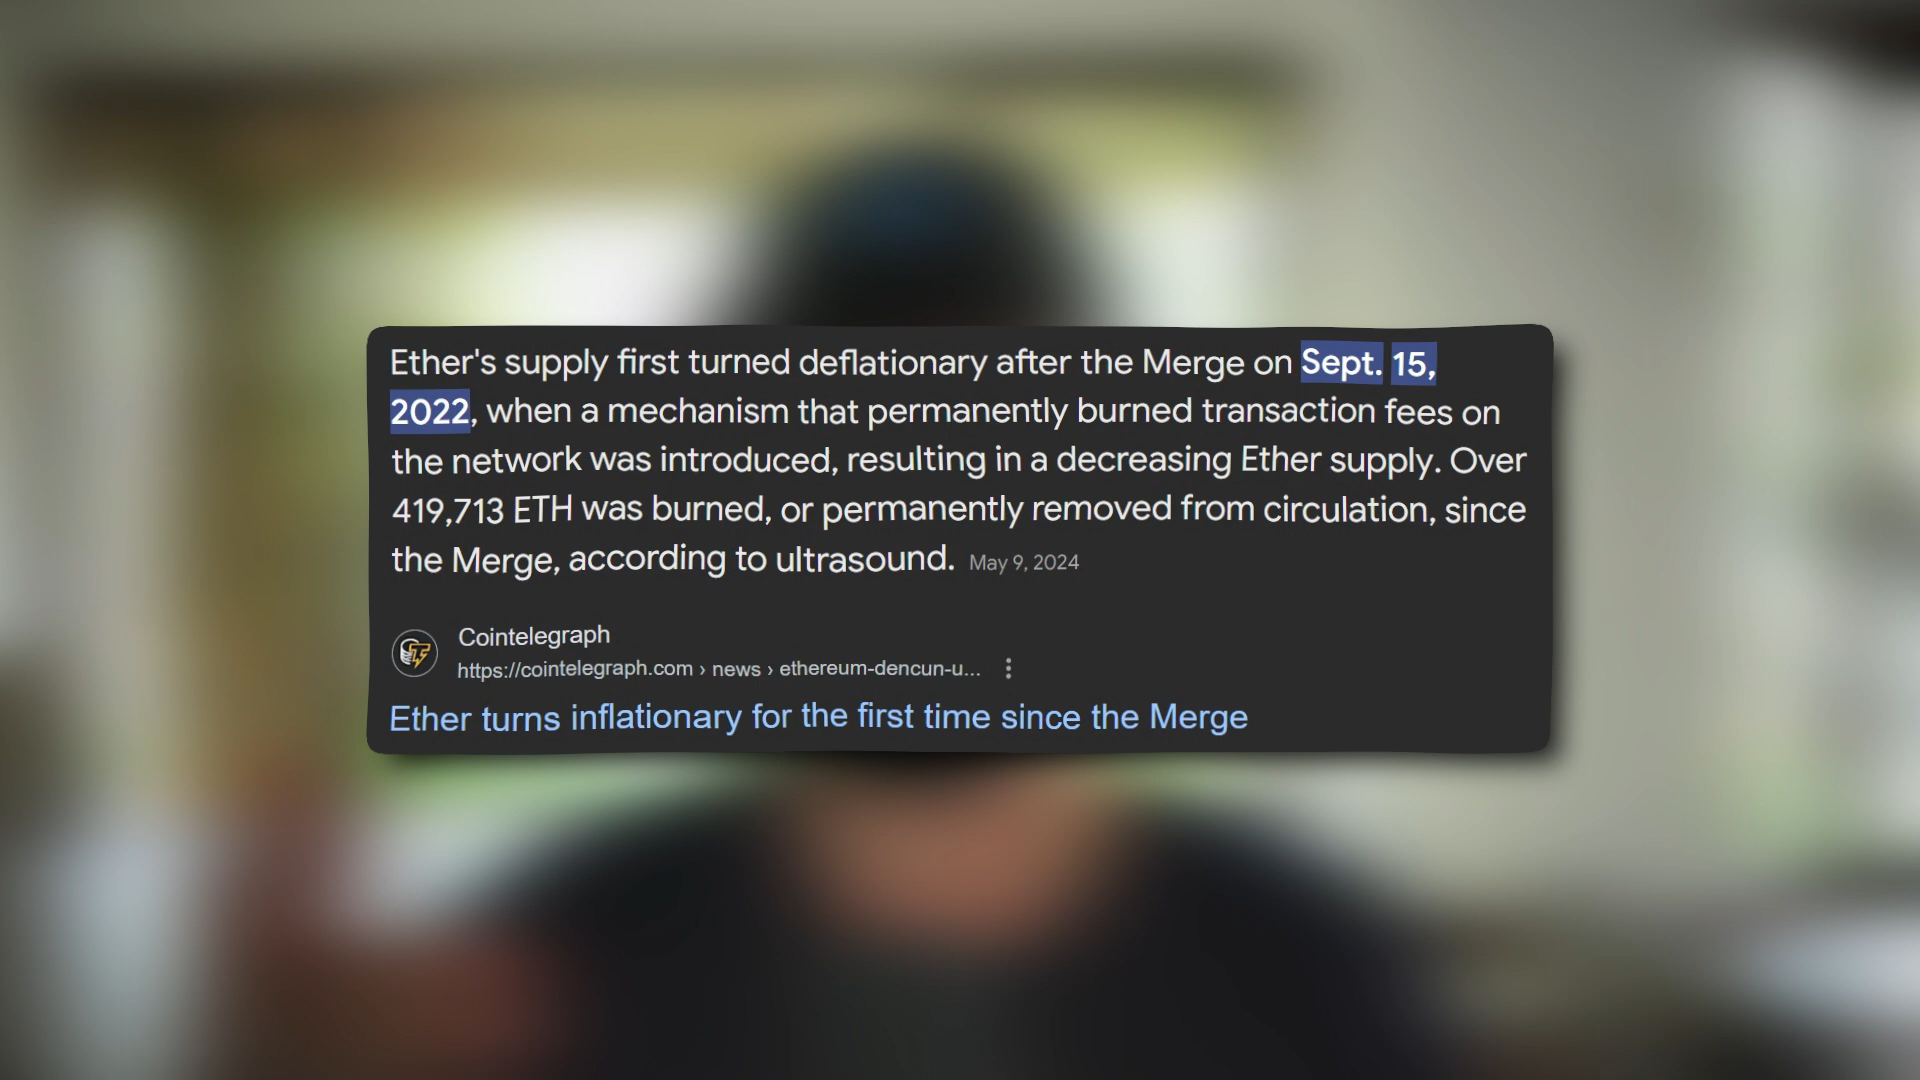 Ether's supply first turned deflationary after the Merge on Sept. 15,
2022, when a mechanism that permanently burned transaction fees on
the network was introduced, resulting in a decreasing Ether supply. Over
419,713 ETH was burned, or permanently removed from circulation, since
the Merge, according to ultrasound. May 9, 2024
Cointelegraph
https://cointelegraph.com › news › ethereum-dencun-u...
Ether turns inflationary for the first time since the Merge